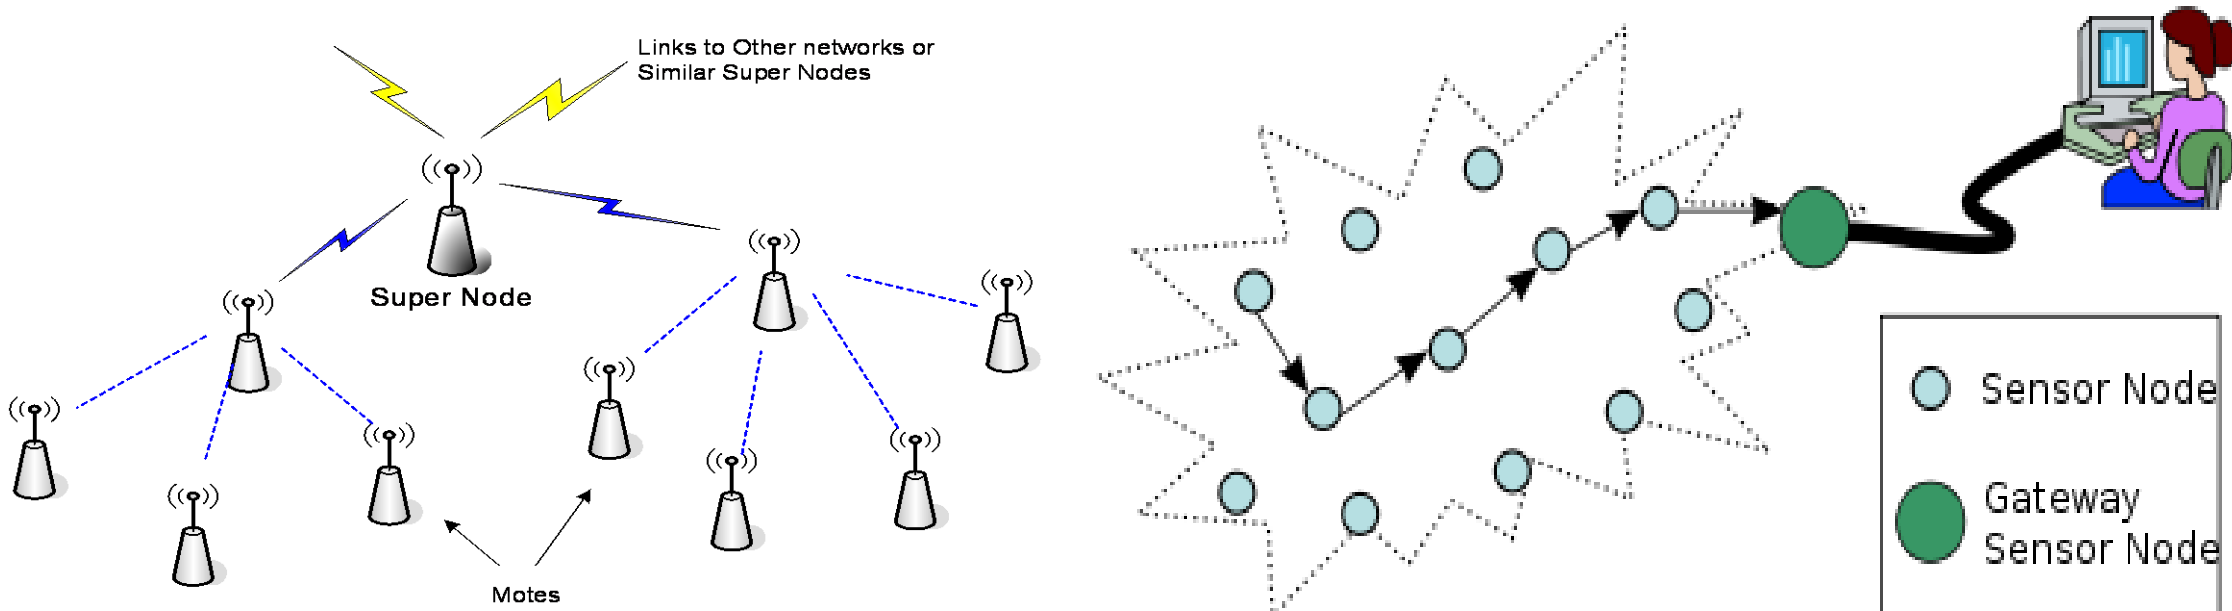 Links to Other networks or
Similar Super Nodes
Super Node
Motes
Sensor Node
Gateway
Sensor Node